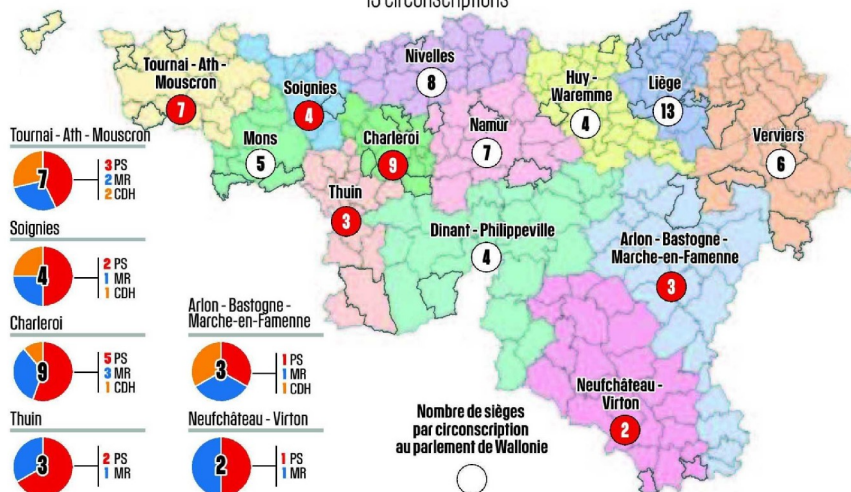 13 circonscriptions
Tournai - Ath -
Mouscron
7
Soignies
4
Nivelles
8
Huy -
Waremme
4
Liège
13
Mons
5
Charleroi
9
Namur
7
Verviers
6
Thuin
3
Dinant - Philippeville
4
Arlon - Bastogne -
Marche-en-Famenne
3
Neufchâteau -
Virton
2
Tournai - Ath - Mouscron
7
3 PS
2 MR
2 CDH
Soignies
4
2 PS
1 MR
1 CDH
Charleroi
9
5 PS
3 MR
1 CDH
Thuin
3
2 PS
1 MR
Arlon - Bastogne -
Marche-en-Famenne
3
1 PS
1 MR
1 CDH
Neufchâteau - Virton
2
1 PS
1 MR
Nombre de sièges
par circonscription
au parlement de Wallonie